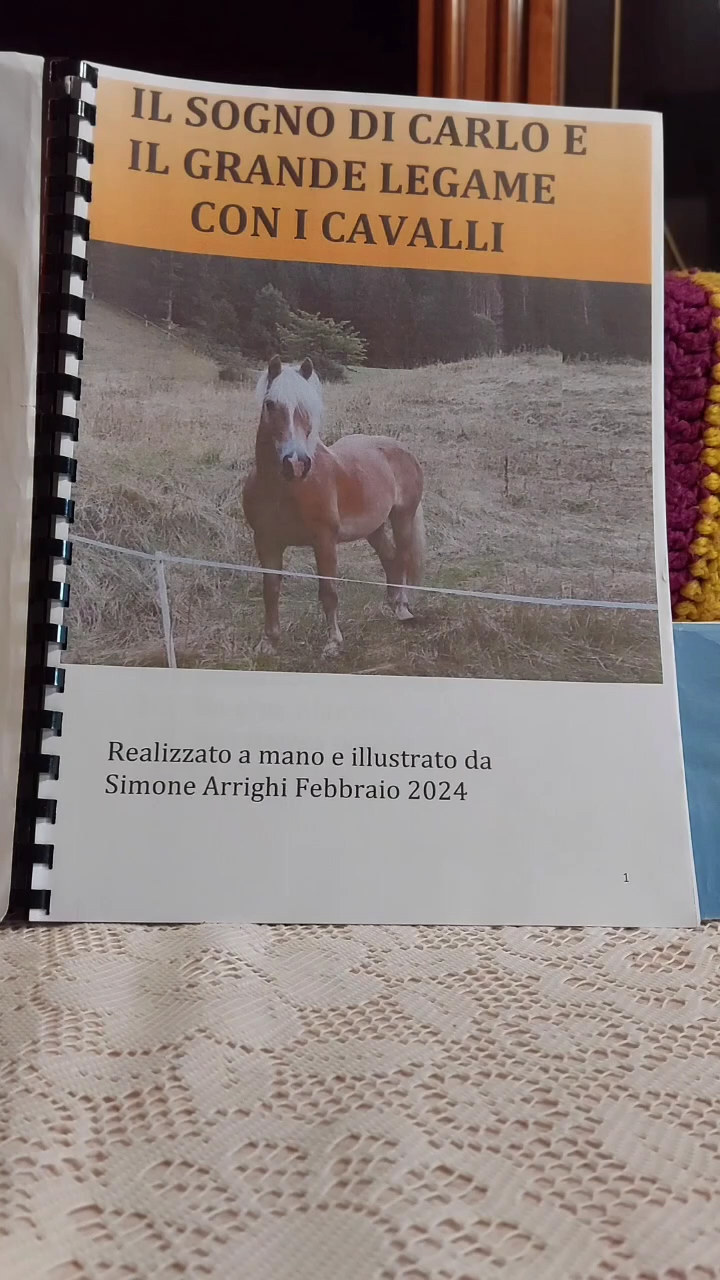 IL SOGNO DI CARLO E
IL GRANDE LEGAME
CON I CAVALLI
Realizzato a mano e illustrato da
Simone Arrighi Febbraio 2024
1